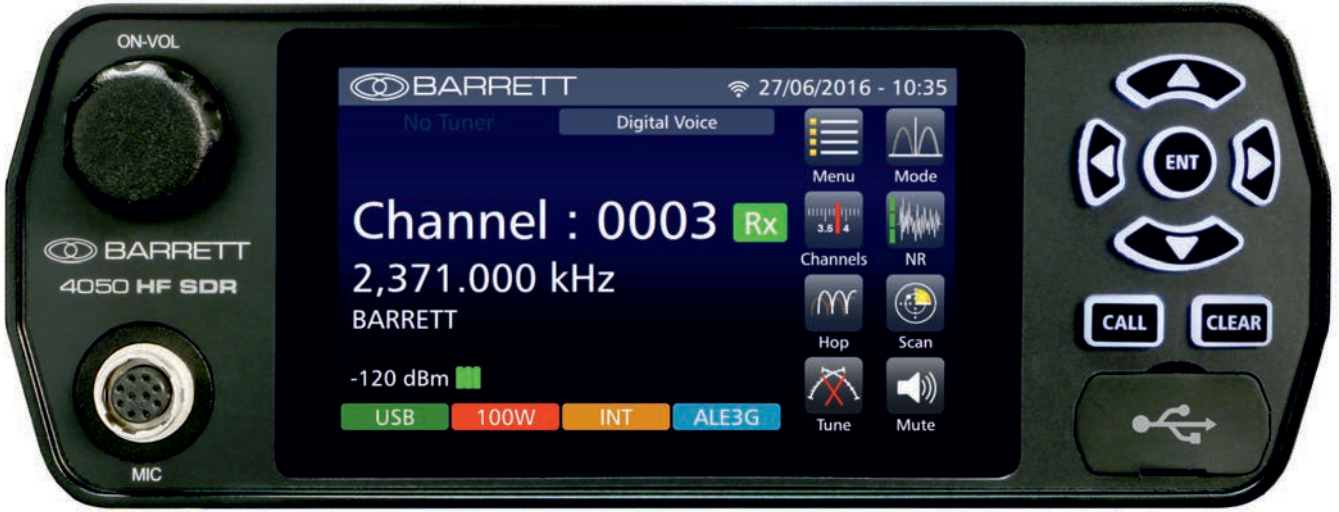 ON-VOL
BARRETT
4050 HF SDR
MIC
BARRETT
27/06/2016 - 10:35
No Tuner
Digital Voice
Menu
Mode
Channel : 0003 Rx
3.5 4
Channels
NR
2,371.000 kHz
BARRETT
Hop
Scan
-120 dBm
USB
100W
INT
ALE3G
Tune
Mute
ENT
CALL
CLEAR